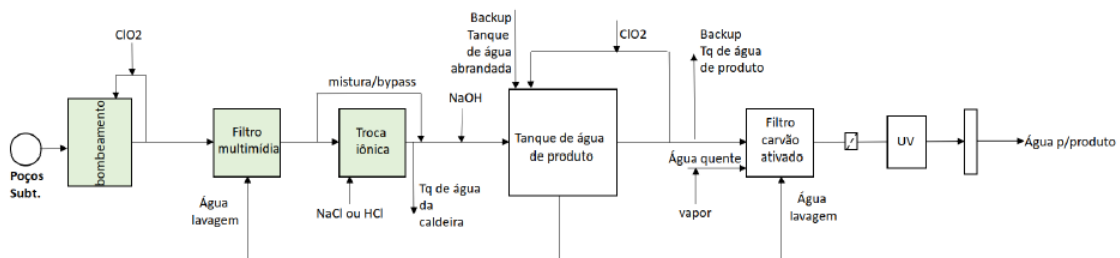 Poços
Subt.
ClO2
bombeamento
Filtro
multimídia
Água
lavagem
mistura/bypass
Troca
iônica
NaCl ou HCl
Tq de água
da
caldeira
NaOH
Backup
Tanque
de água
abrandada
ClO2
Tanque de água
de produto
Backup
Tq de água
de produto
Água quente
vapor
Filtro
carvão
ativado
Água
lavagem
UV
Água p/produto